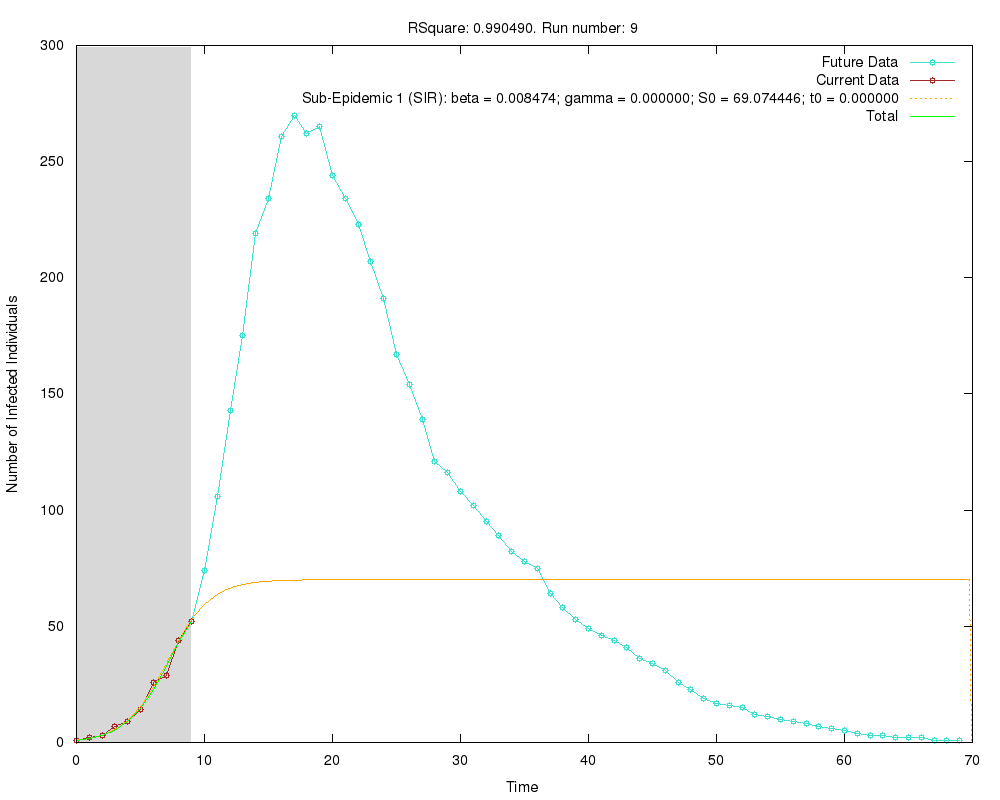 RSquare: 0.990490. Run number: 9
300
250
200
150
100
50
0
Number of Infected Individuals
Future Data
Current Data
Sub-Epidemic 1 (SIR): beta = 0.008474; gamma = 0.000000; S0 = 69.074446; t0 = 0.000000
Total
0 10 20 30 40 50 60 70
Time